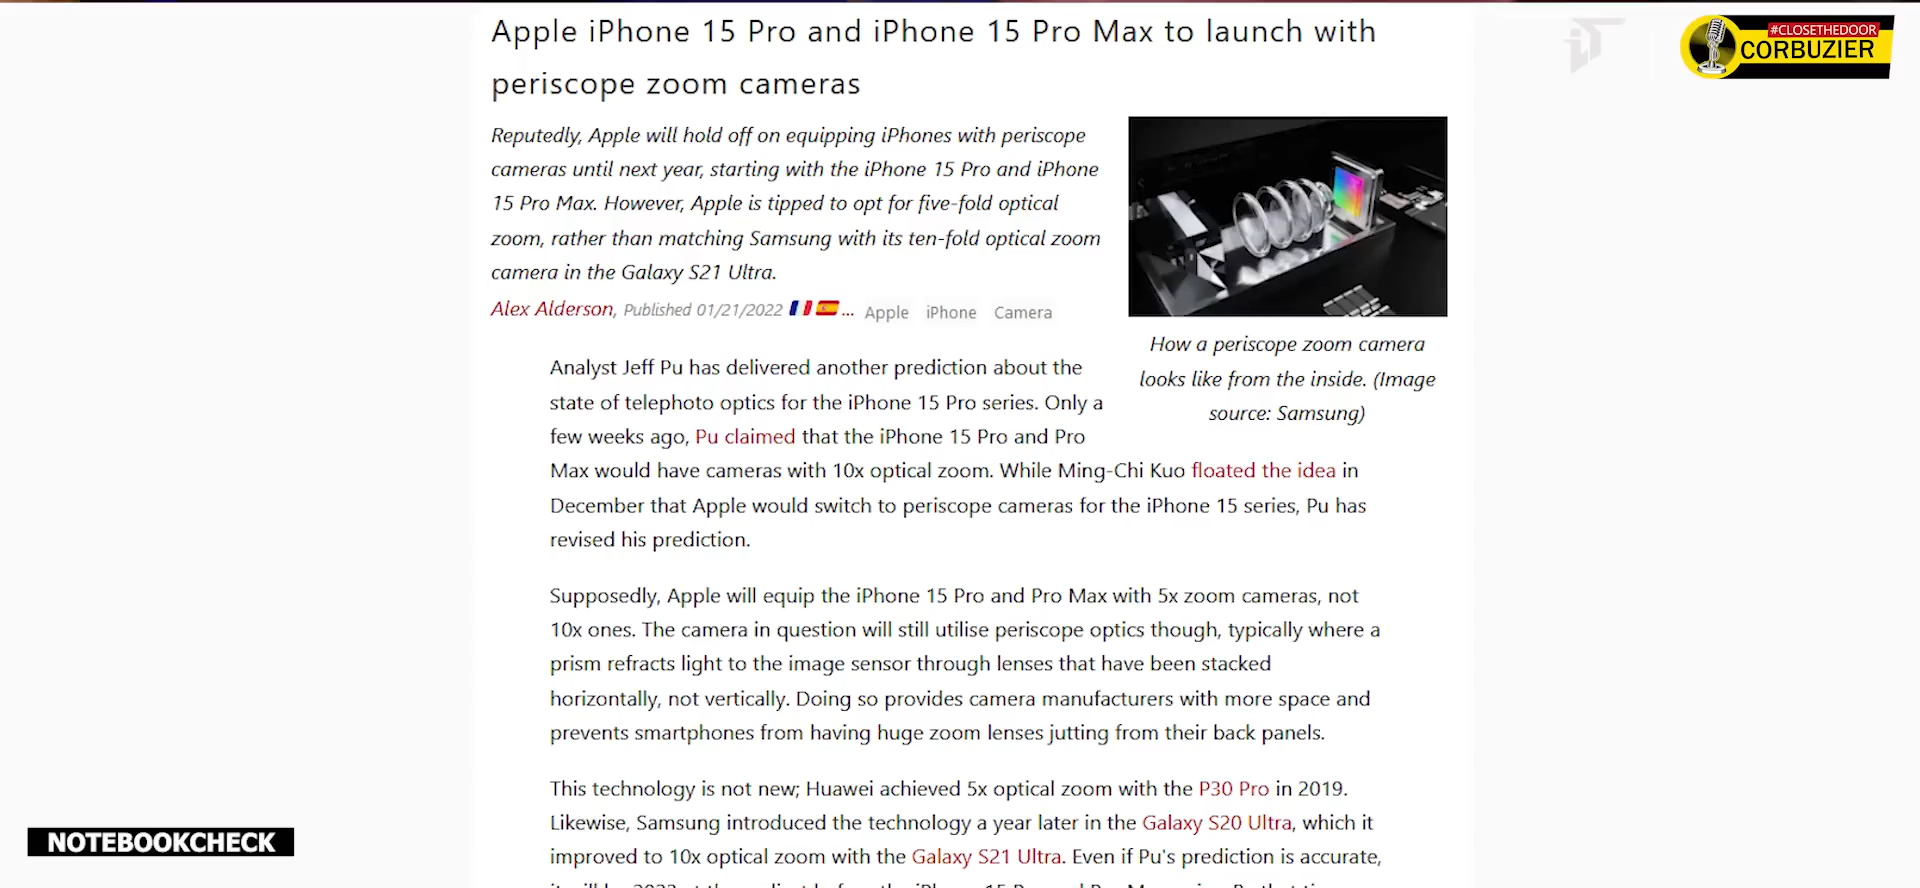 Apple iPhone 15 Pro and iPhone 15 Pro Max to launch with
periscope zoom cameras
#CLOSETHEDOOR
CORBUZIER
Reputedly, Apple will hold off on equipping iPhones with periscope
cameras until next year, starting with the iPhone 15 Pro and iPhone
15 Pro Max. However, Apple is tipped to opt for five-fold optical
zoom, rather than matching Samsung with its ten-fold optical zoom
camera in the Galaxy S21 Ultra.
Alex Alderson, Published 01/21/2022 ... Apple iPhone Camera
How a periscope zoom camera
looks like from the inside. (Image
source: Samsung)
Analyst Jeff Pu has delivered another prediction about the
state of telephoto optics for the iPhone 15 Pro series. Only a
few weeks ago, Pu claimed that the iPhone 15 Pro and Pro
Max would have cameras with 10x optical zoom. While Ming-Chi Kuo floated the idea in
December that Apple would switch to periscope cameras for the iPhone 15 series, Pu has
revised his prediction.
Supposedly, Apple will equip the iPhone 15 Pro and Pro Max with 5x zoom cameras, not
10x ones. The camera in question will still utilise periscope optics though, typically where a
prism refracts light to the image sensor through lenses that have been stacked
horizontally, not vertically. Doing so provides camera manufacturers with more space and
prevents smartphones from having huge zoom lenses jutting from their back panels.
This technology is not new; Huawei achieved 5x optical zoom with the P30 Pro in 2019.
Likewise, Samsung introduced the technology a year later in the Galaxy S20 Ultra, which it
improved to 10x optical zoom with the Galaxy S21 Ultra. Even if Pu's prediction is accurate,
NOTEBOOKCHECK